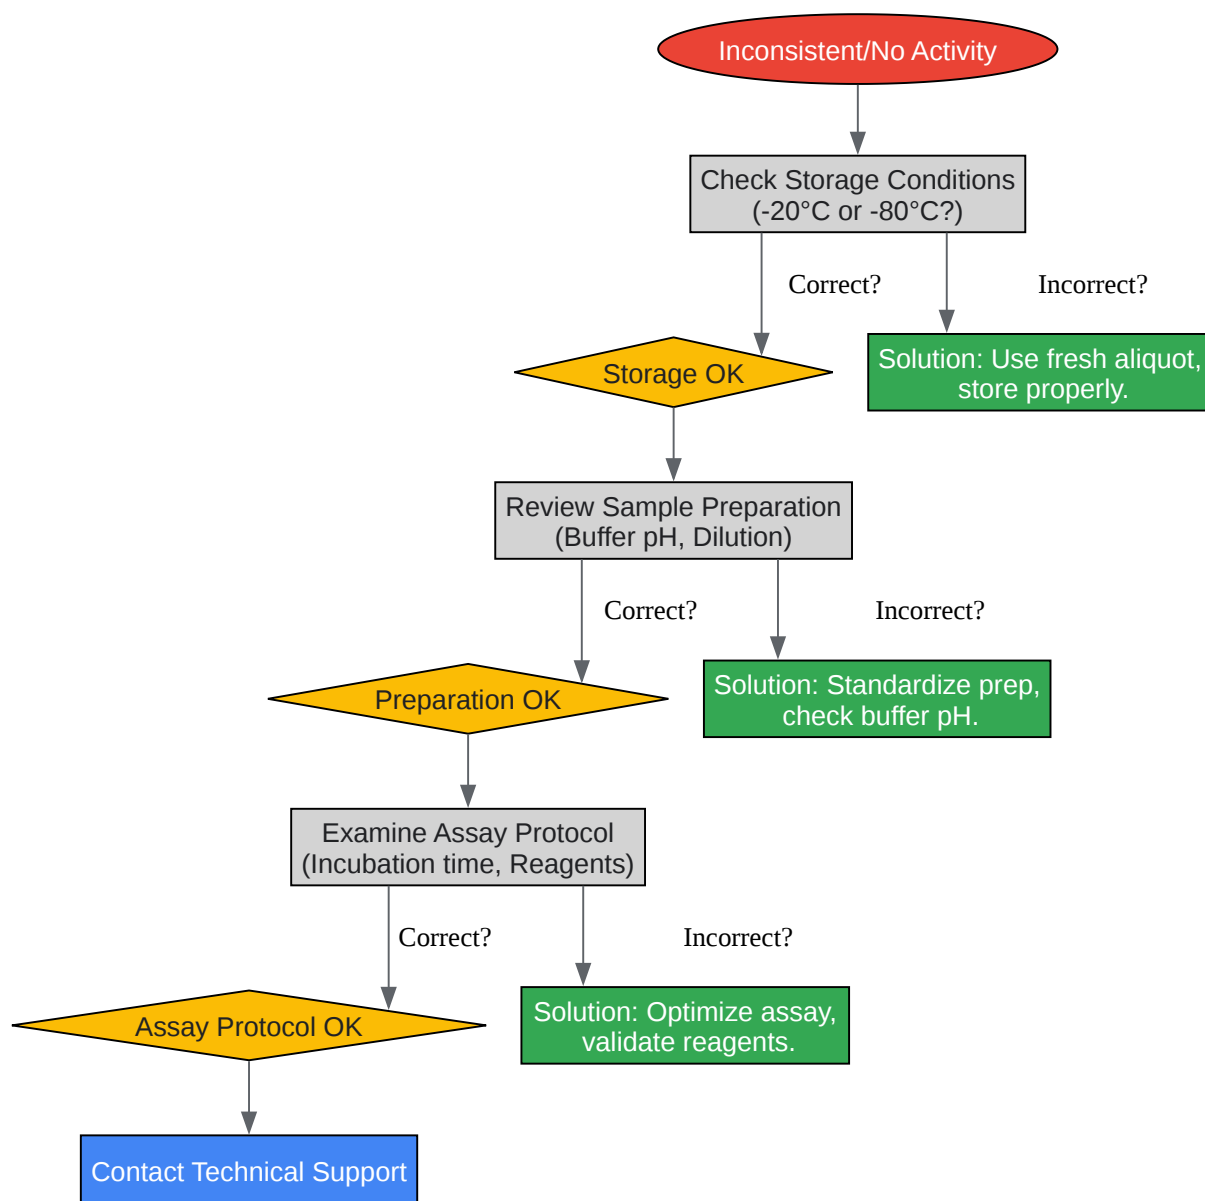 Inconsistent/No Activity
Check Storage Conditions
(-20°C or -80°C?)
Correct?
Incorrect?
Storage OK
Solution: Use fresh aliquot,
store properly.
Review Sample Preparation
(Buffer pH, Dilution)
Correct?
Incorrect?
Preparation OK
Solution: Standardize prep,
check buffer pH.
Examine Assay Protocol
(Incubation time, Reagents)
Correct?
Incorrect?
Assay Protocol OK
Solution: Optimize assay,
validate reagents.
Contact Technical Support